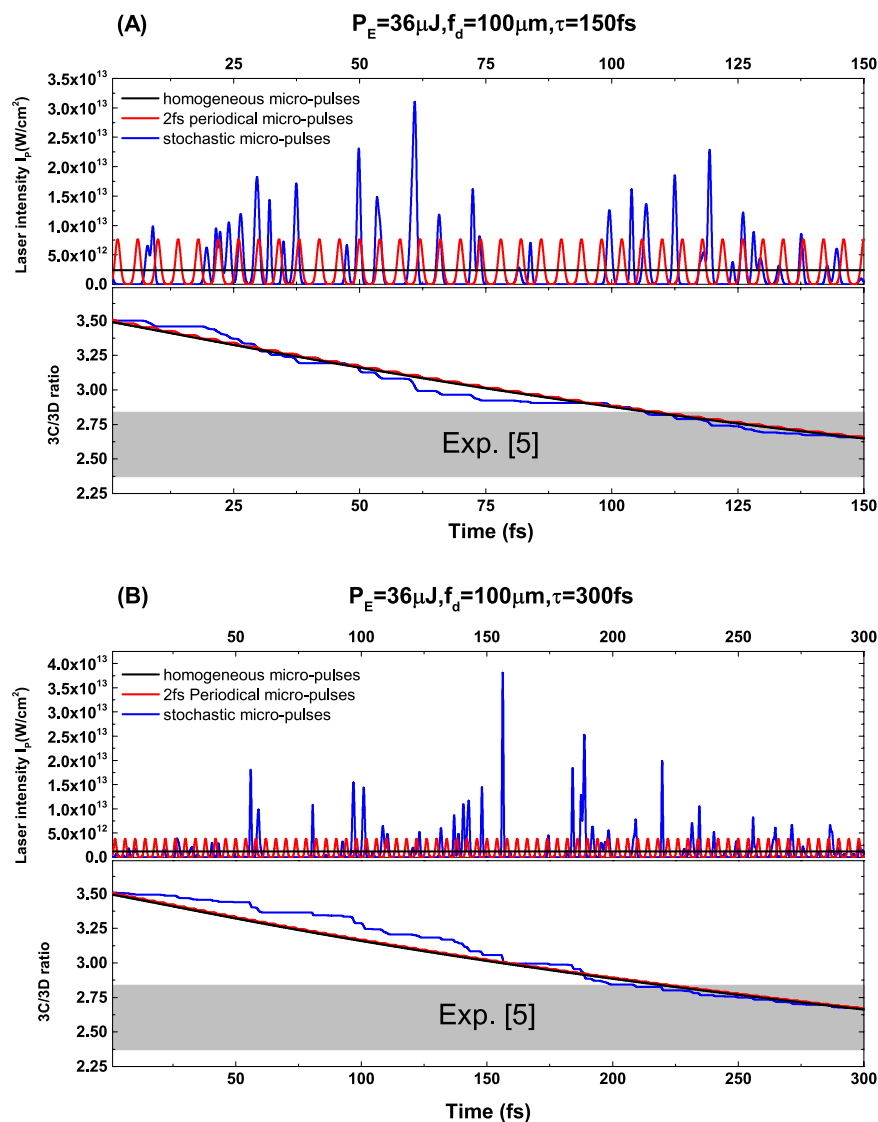 (A) P_E=36μJ,f_d=100μm,τ=150fs
25 50 75 100 125 150
3.5x10^13
3.0x10^13
2.5x10^13
2.0x10^13
1.5x10^13
1.0x10^13
5.0x10^12
0.0
Laser intensity I_P(W/cm²)
homogeneous micro-pulses
2fs periodical micro-pulses
stochastic micro-pulses
3.50
3.25
3.00
2.75
2.50
2.25
3C/3D ratio
Exp. [5]
25 50 75 100 125 150
Time (fs)
(B) P_E=36μJ,f_d=100μm,τ=300fs
50 100 150 200 250 300
4.0x10^13
3.5x10^13
3.0x10^13
2.5x10^13
2.0x10^13
1.5x10^13
1.0x10^13
5.0x10^12
0.0
Laser intensity I_P(W/cm²)
homogeneous micro-pulses
2fs Periodical micro-pulses
stochastic micro-pulses
3.50
3.25
3.00
2.75
2.50
2.25
3C/3D ratio
Exp. [5]
50 100 150 200 250 300
Time (fs)